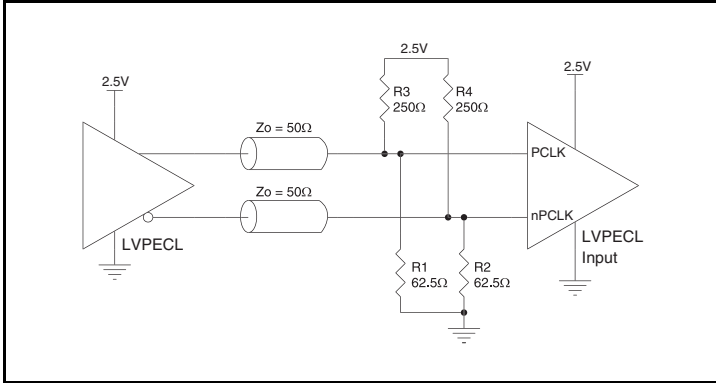 2.5V
2.5V
2.5V
R3
250Ω
R4
250Ω
Zo = 50Ω
PCLK
Zo = 50Ω
nPCLK
LVPECL
LVPECL
Input
R1
62.5Ω
R2
62.5Ω